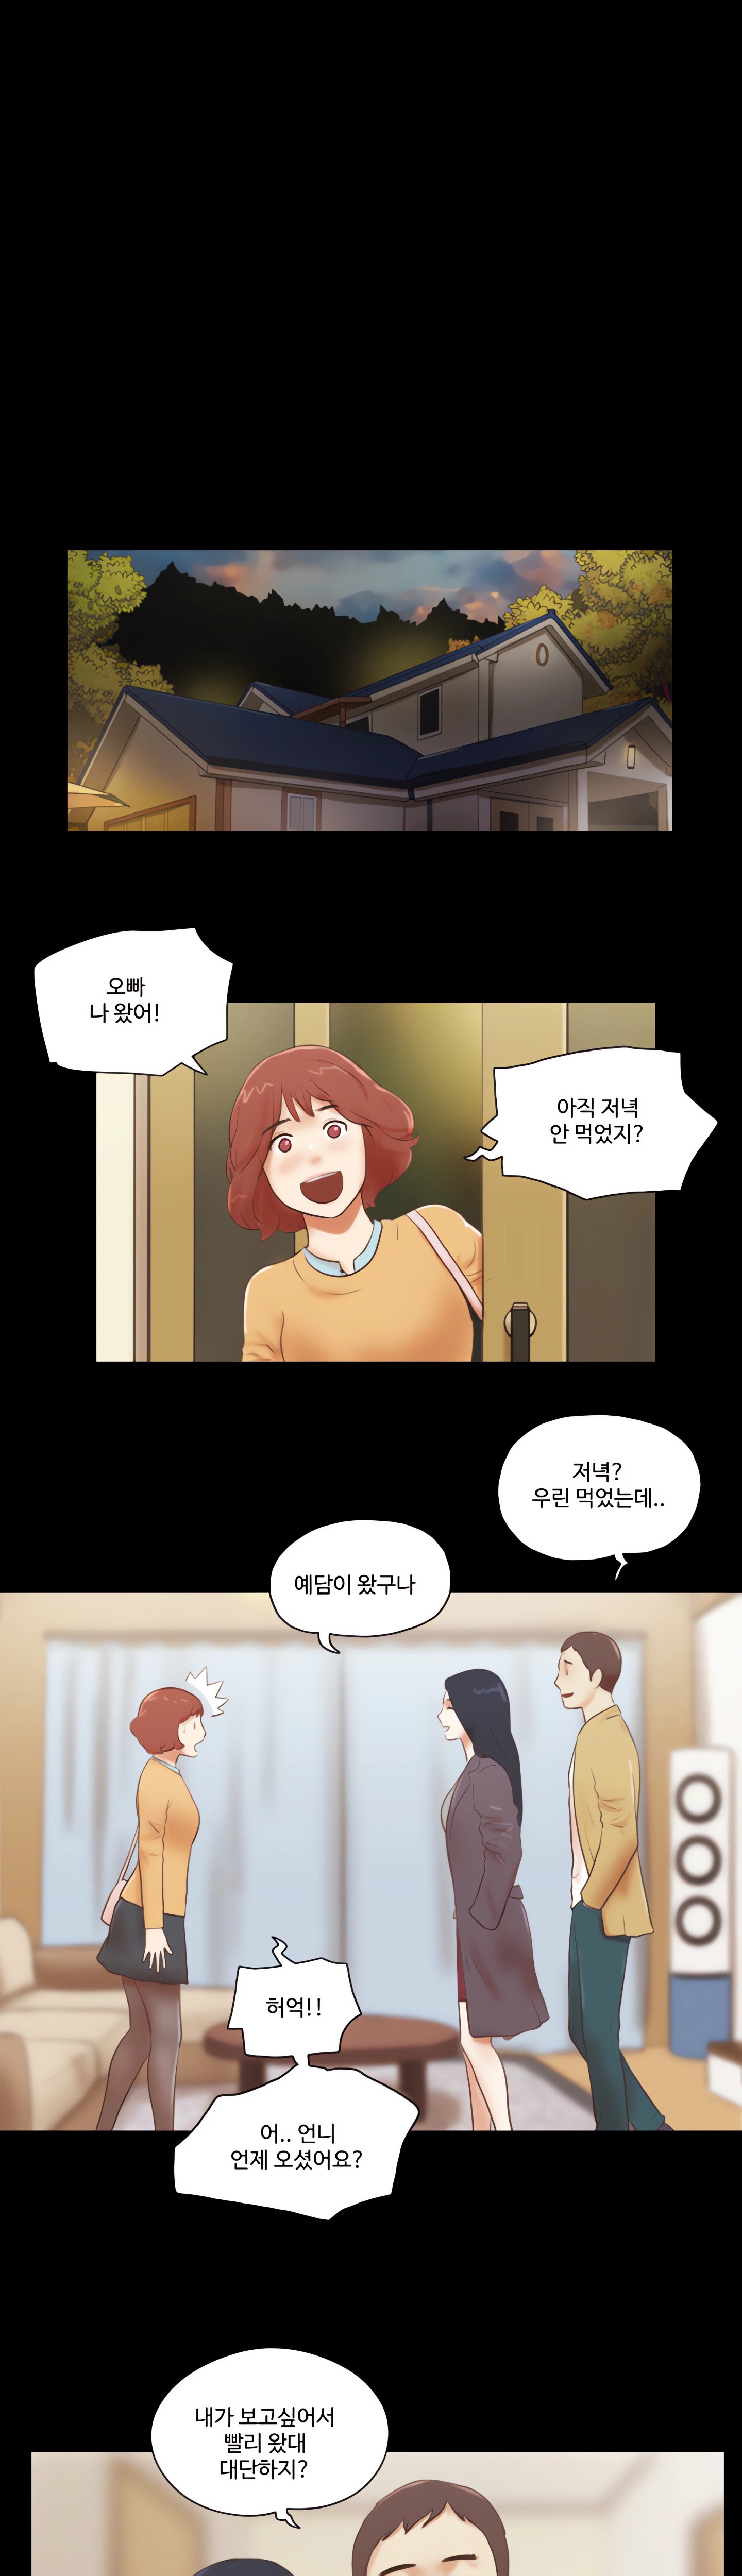 오빠
나 왔어!
아직 저녁
안 먹었지?
저녁?
우린 먹었는데..
예담이 왔구나
허억!!
어.. 언니
언제 오셨어요?
내가 보고싶어서
빨리 왔대
대단하지?